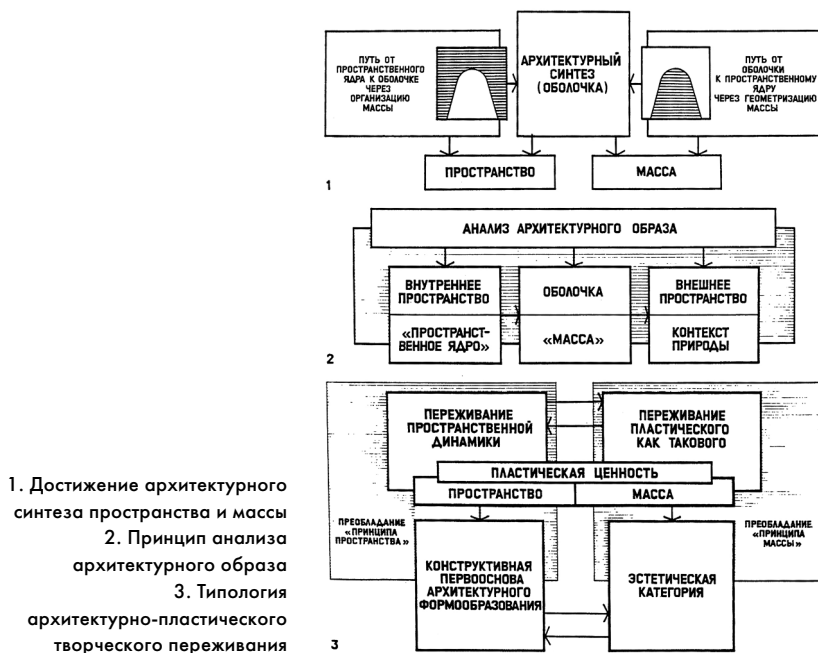 ПУТЬ ОТ
ПРОСТРАНСТВЕННОГО
ЯДРА К ОБОЛОЧКЕ
ЧЕРЕЗ
ОРГАНИЗАЦИЮ
МАССЫ
АРХИТЕКТУРНЫЙ
СИНТЕЗ
(ОБОЛОЧКА)
ПУТЬ ОТ
ОБОЛОЧКИ
К ПРОСТРАНСТВЕННОМУ
ЯДРУ
ЧЕРЕЗ ГЕОМЕТРИЗАЦИЮ
МАССЫ
ПРОСТРАНСТВО
МАССА
1
АНАЛИЗ АРХИТЕКТУРНОГО ОБРАЗА
ВНУТРЕННЕЕ
ПРОСТРАНСТВО
«ПРОСТРАНСТ-
ВЕННОЕ ЯДРО»
ОБОЛОЧКА
«МАССА»
ВНЕШНЕЕ
ПРОСТРАНСТВО
КОНТЕКСТ
ПРИРОДЫ
2
ПЕРЕЖИВАНИЕ
ПРОСТРАНСТВЕННОЙ
ДИНАМИКИ
ПЕРЕЖИВАНИЕ
ПЛАСТИЧЕСКОГО
КАК ТАКОВОГО
ПЛАСТИЧЕСКАЯ ЦЕННОСТЬ
ПРОСТРАНСТВО
МАССА
ПРЕОБЛАДАНИЕ
«ПРИНЦИПА
ПРОСТРАНСТВА»
ПРЕОБЛАДАНИЕ
«ПРИНЦИПА
МАССЫ»
КОНСТРУКТИВНАЯ
ПЕРВООСНОВА
АРХИТЕКТУРНОГО
ФОРМООБРАЗОВАНИЯ
ЭСТЕТИЧЕСКАЯ
КАТЕГОРИЯ
3
1. Достижение архитектурного
синтеза пространства и массы
2. Принцип анализа
архитектурного образа
3. Типология
архитектурно-пластического
творческого переживания